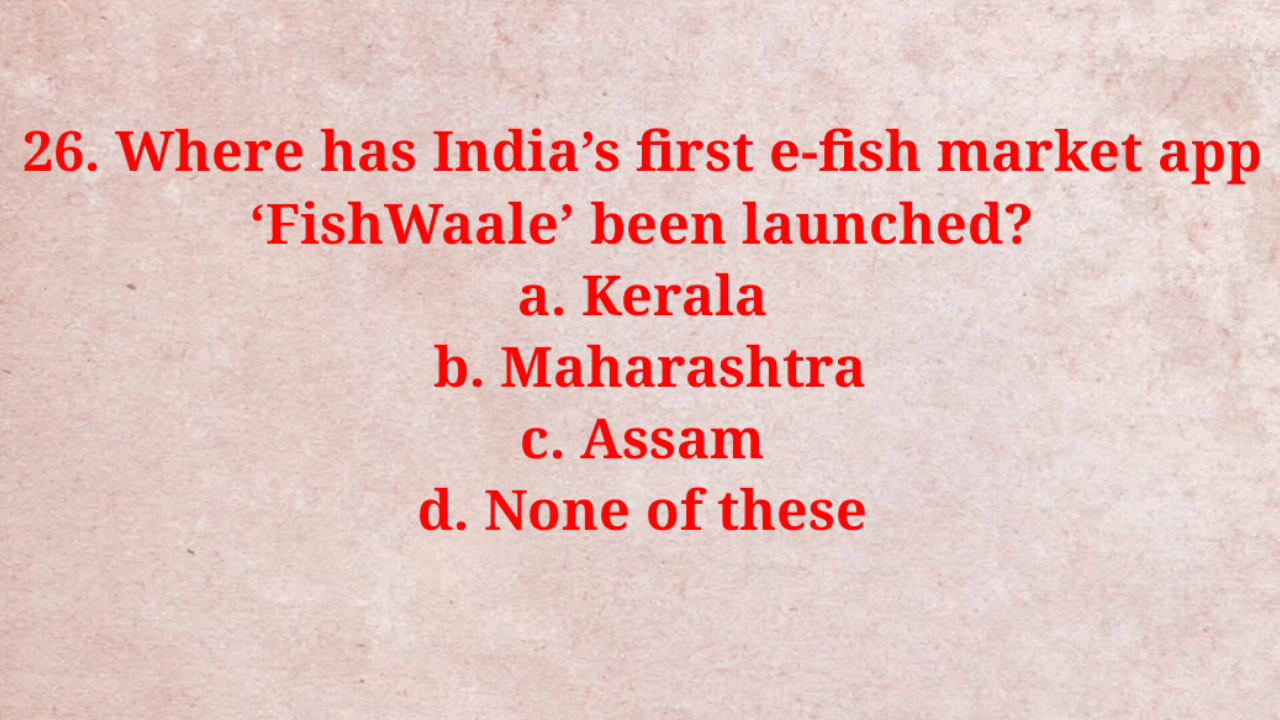 26. Where has India’s first e-fish market app
‘FishWaale’ been launched?
a. Kerala
b. Maharashtra
c. Assam
d. None of these